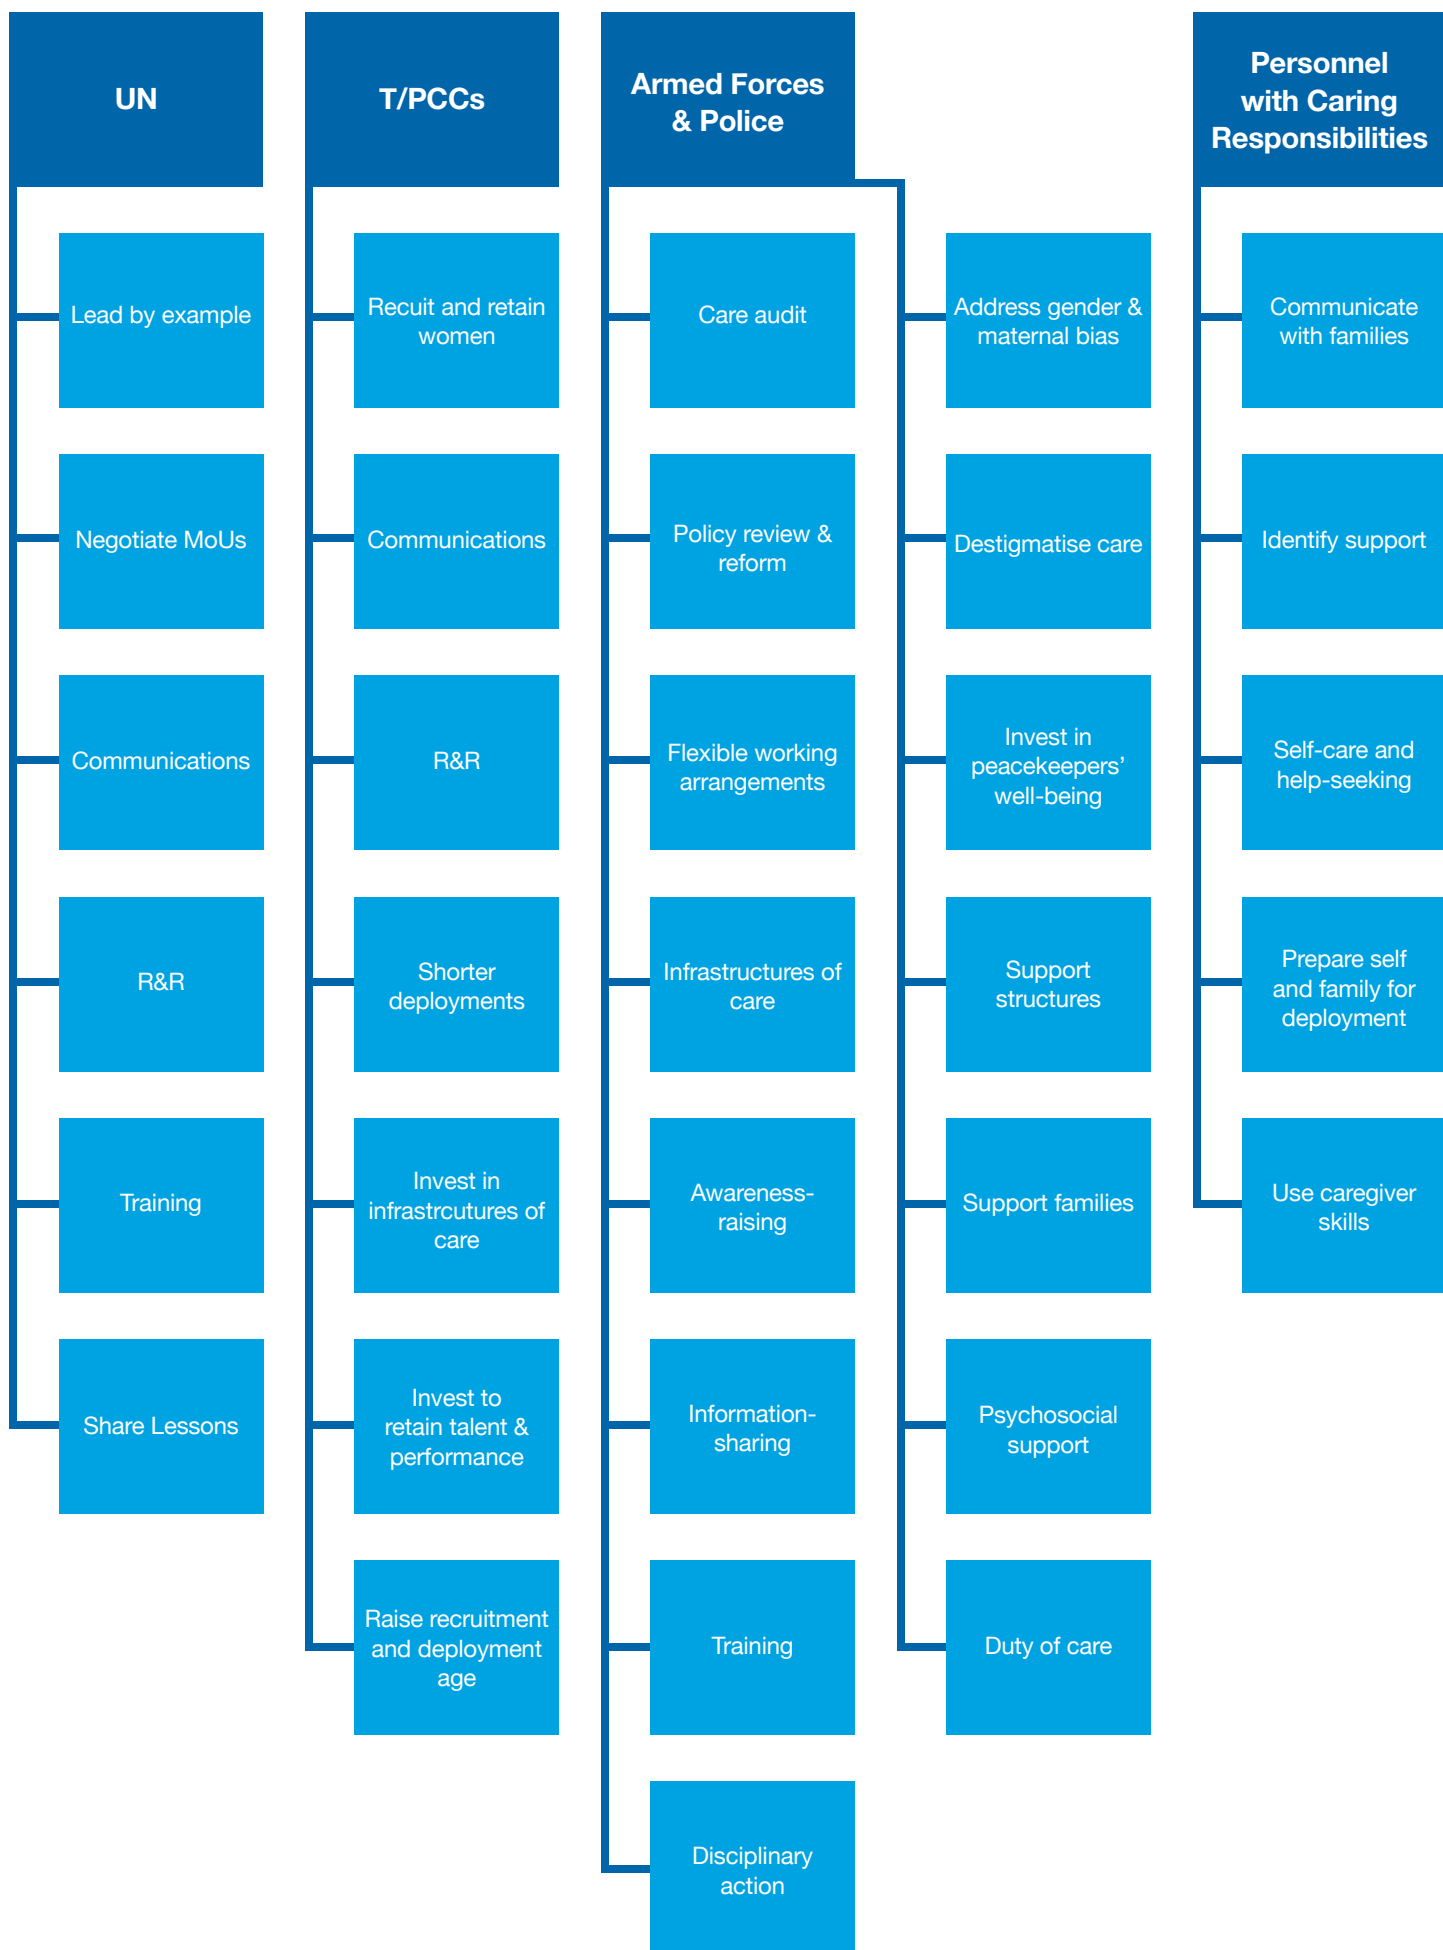 UN
Lead by example
Negotiate MoUs
Communications
R&R
Training
Share Lessons
T/PCCs
Recuit and retain
women
Communications
R&R
Shorter
deployments
Invest in
infrastrcutures of
care
Invest to
retain talent &
performance
Raise recruitment
and deployment
age
Armed Forces
& Police
Care audit
Policy review &
reform
Flexible working
arrangements
Infrastructures of
care
Awareness-
raising
Information-
sharing
Training
Disciplinary
action
Address gender &
maternal bias
Destigmatise care
Invest in
peacekeepers’
well-being
Support
structures
Support families
Psychosocial
support
Duty of care
Personnel
with Caring
Responsibilities
Communicate
with families
Identify support
Self-care and
help-seeking
Prepare self
and family for
deployment
Use caregiver
skills